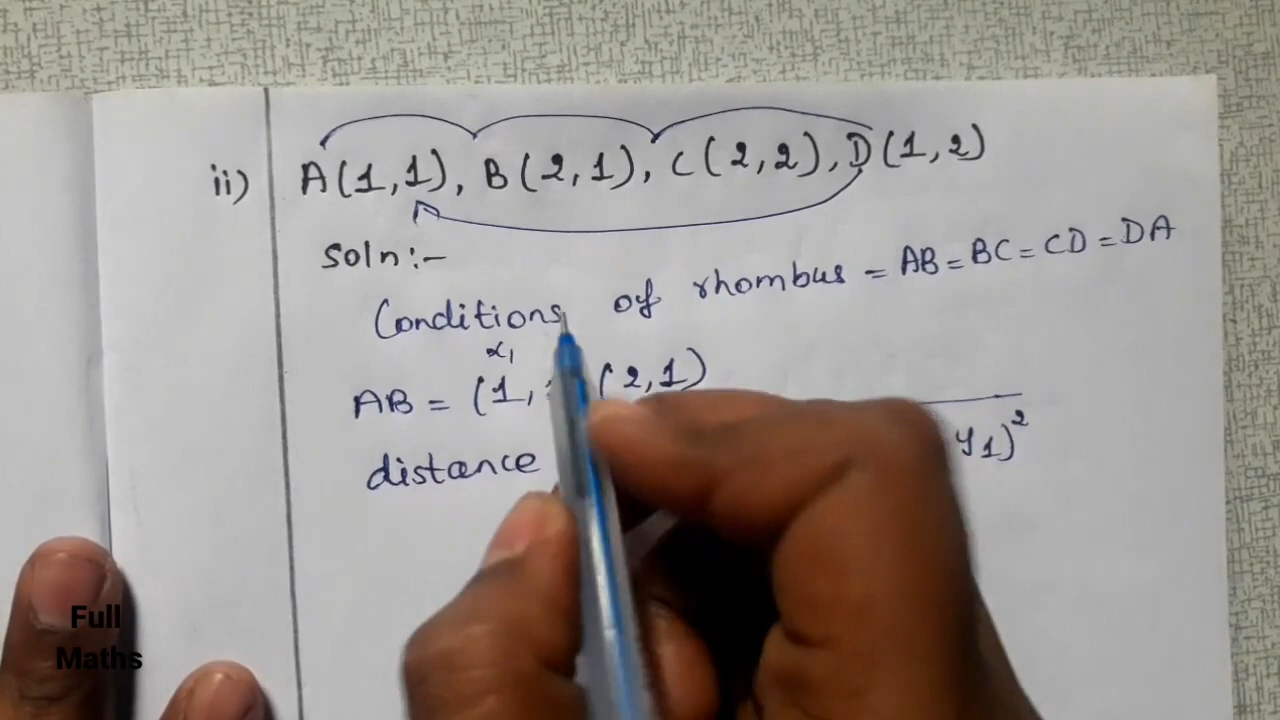 ii) A(1,1), B(2,1), C(2,2), D(1,2)
Soln:-
Conditions of rhombus = AB = BC = CD = DA
x₁
AB = (1, (2,1)
distance y₁)²
Full
Maths